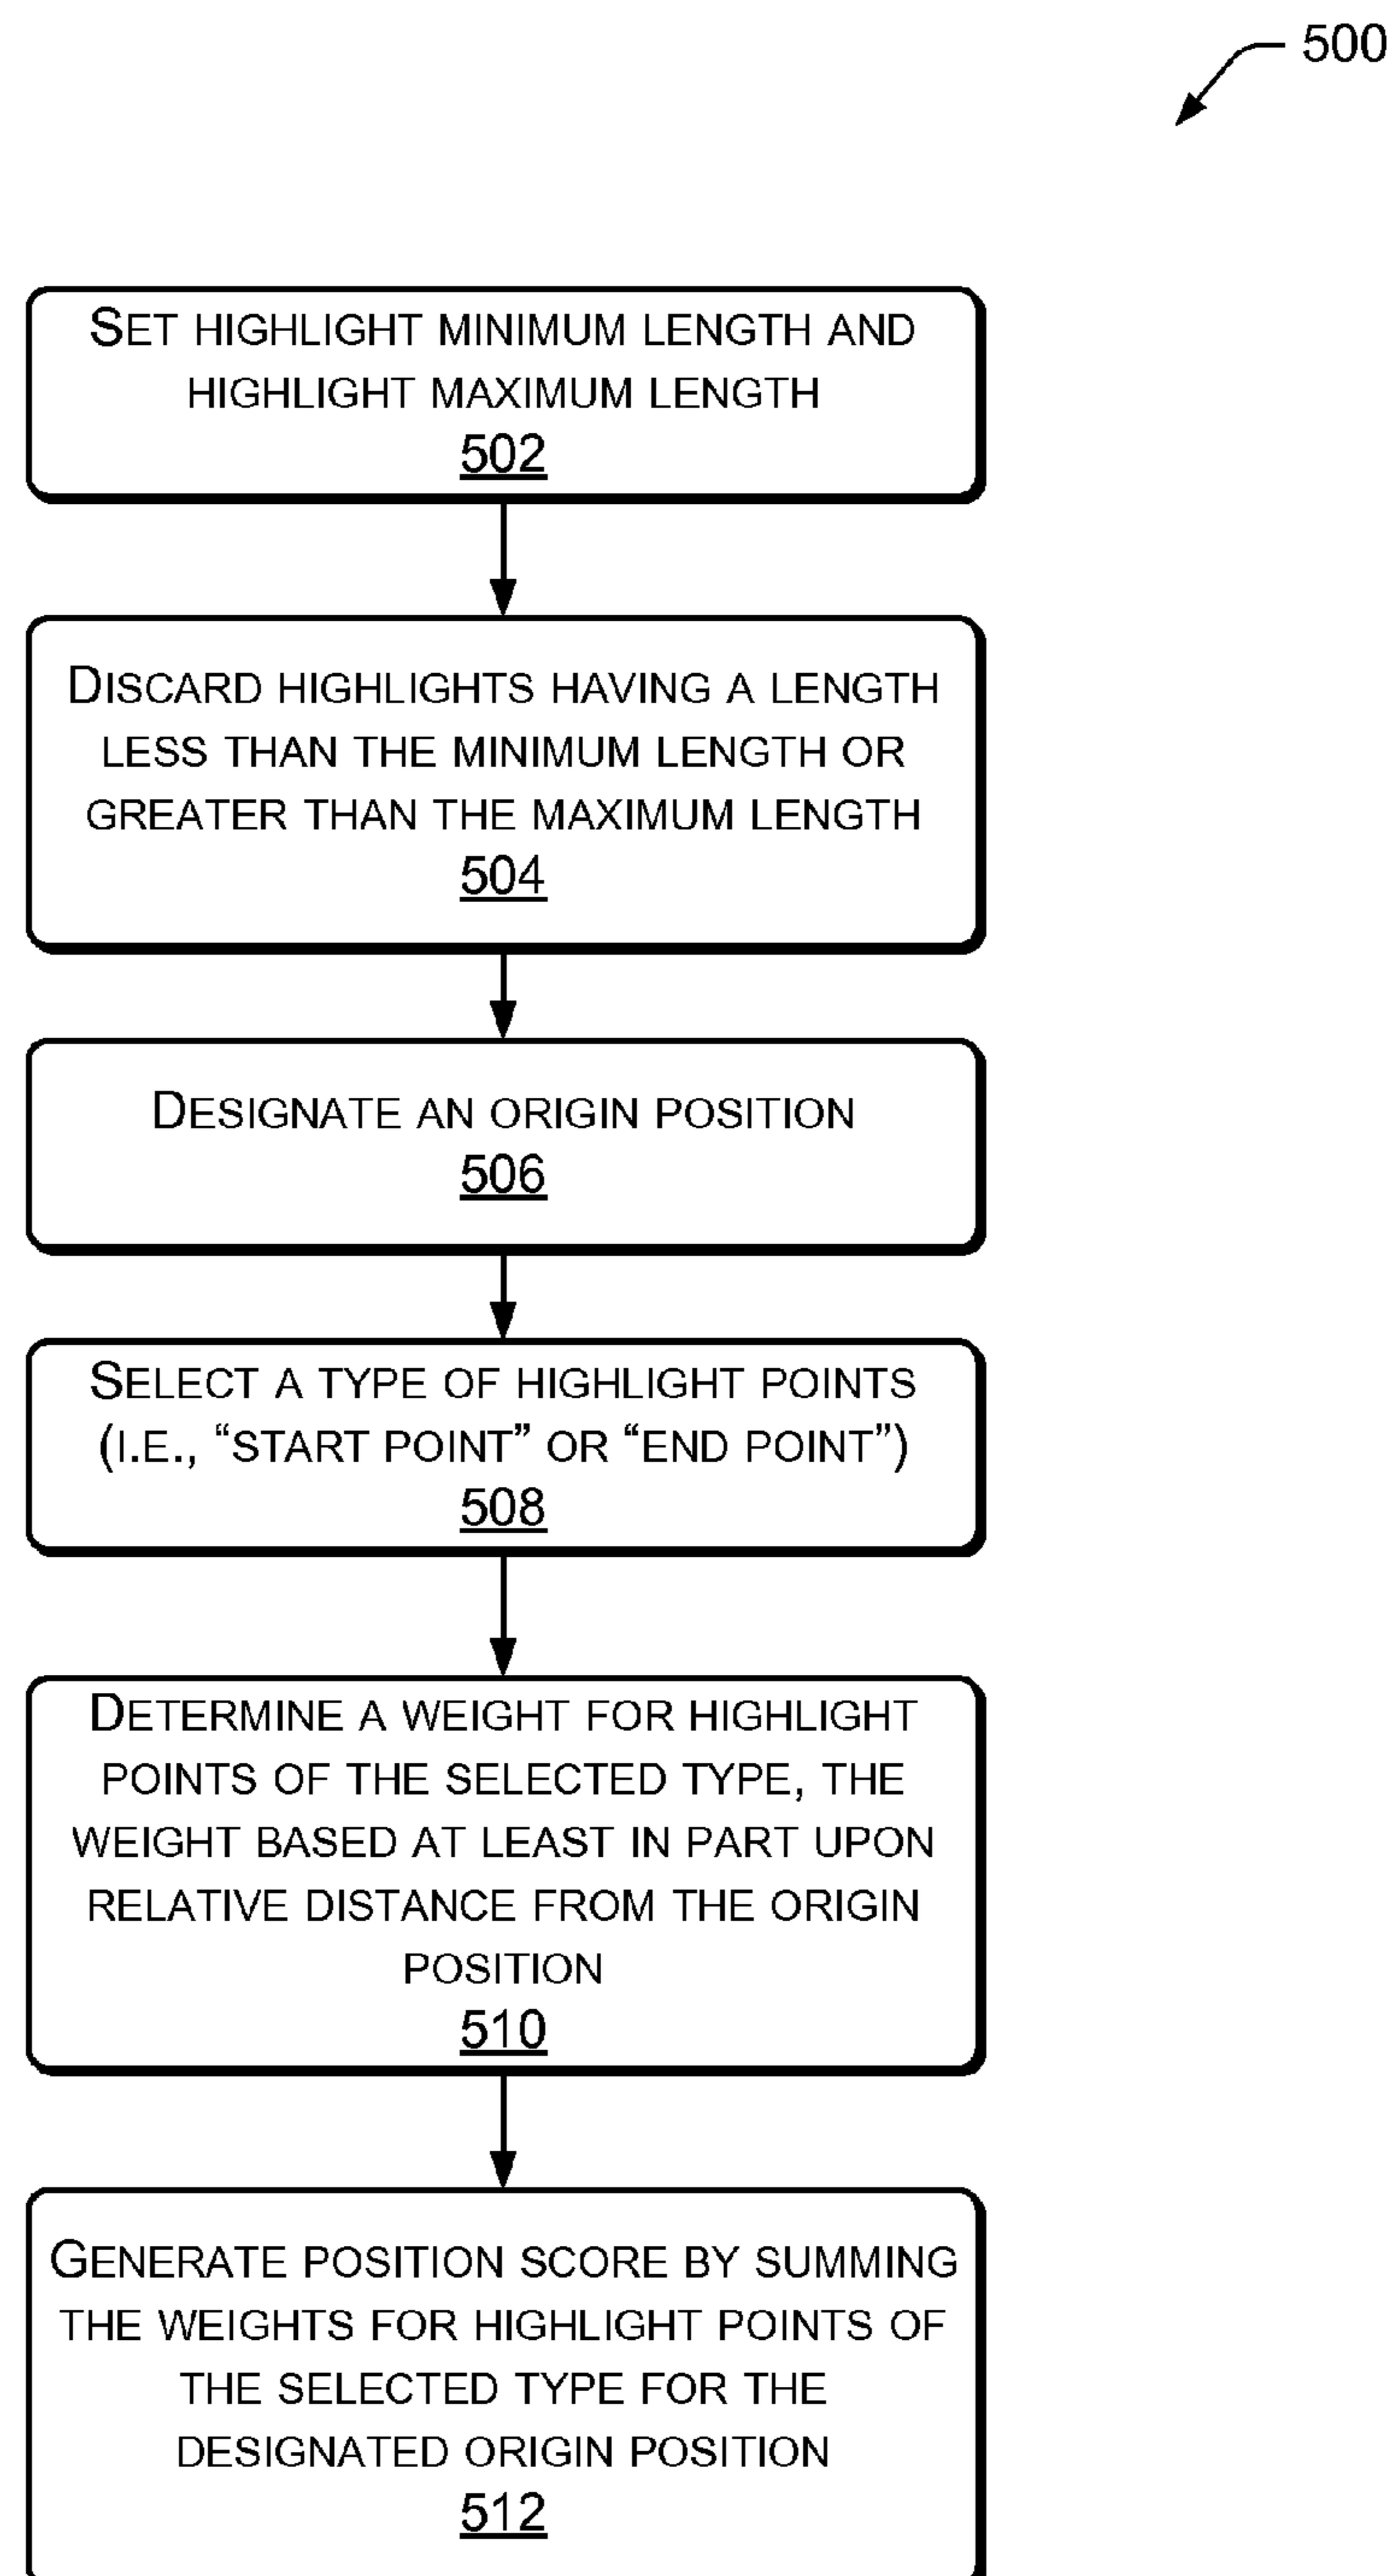 500
SET HIGHLIGHT MINIMUM LENGTH AND
HIGHLIGHT MAXIMUM LENGTH
502
DISCARD HIGHLIGHTS HAVING A LENGTH
LESS THAN THE MINIMUM LENGTH OR
GREATER THAN THE MAXIMUM LENGTH
504
DESIGNATE AN ORIGIN POSITION
506
SELECT A TYPE OF HIGHLIGHT POINTS
(I.E., “START POINT” OR “END POINT”)
508
DETERMINE A WEIGHT FOR HIGHLIGHT
POINTS OF THE SELECTED TYPE, THE
WEIGHT BASED AT LEAST IN PART UPON
RELATIVE DISTANCE FROM THE ORIGIN
POSITION
510
GENERATE POSITION SCORE BY SUMMING
THE WEIGHTS FOR HIGHLIGHT POINTS OF
THE SELECTED TYPE FOR THE
DESIGNATED ORIGIN POSITION
512